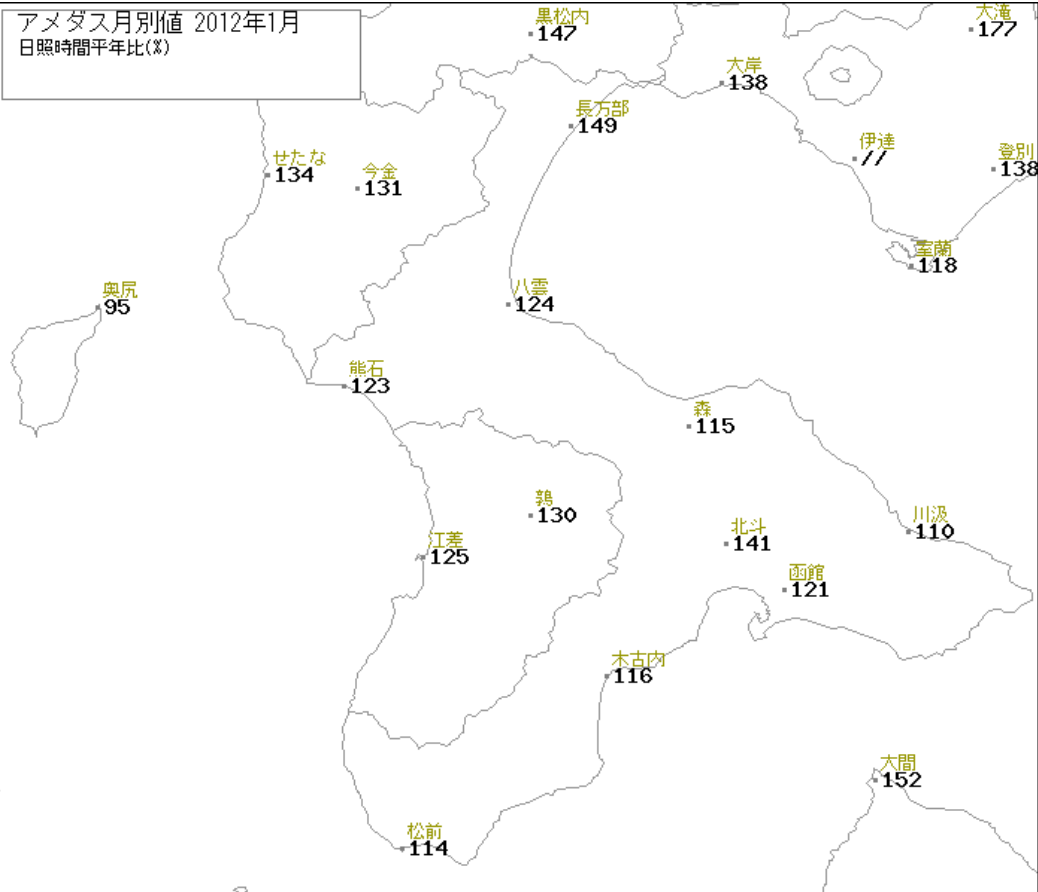 アメダス月別値 2012年1月
日照時間平年比(%)
黒松内
147
大滝
177
大岸
138
長万部
149
伊達
//
登別
138
せたな
134
今金
131
室蘭
118
奥尻
95
八雲
124
熊石
123
森
115
鶉
130
川汲
110
北斗
141
江差
125
函館
121
木古内
116
大間
152
松前
114